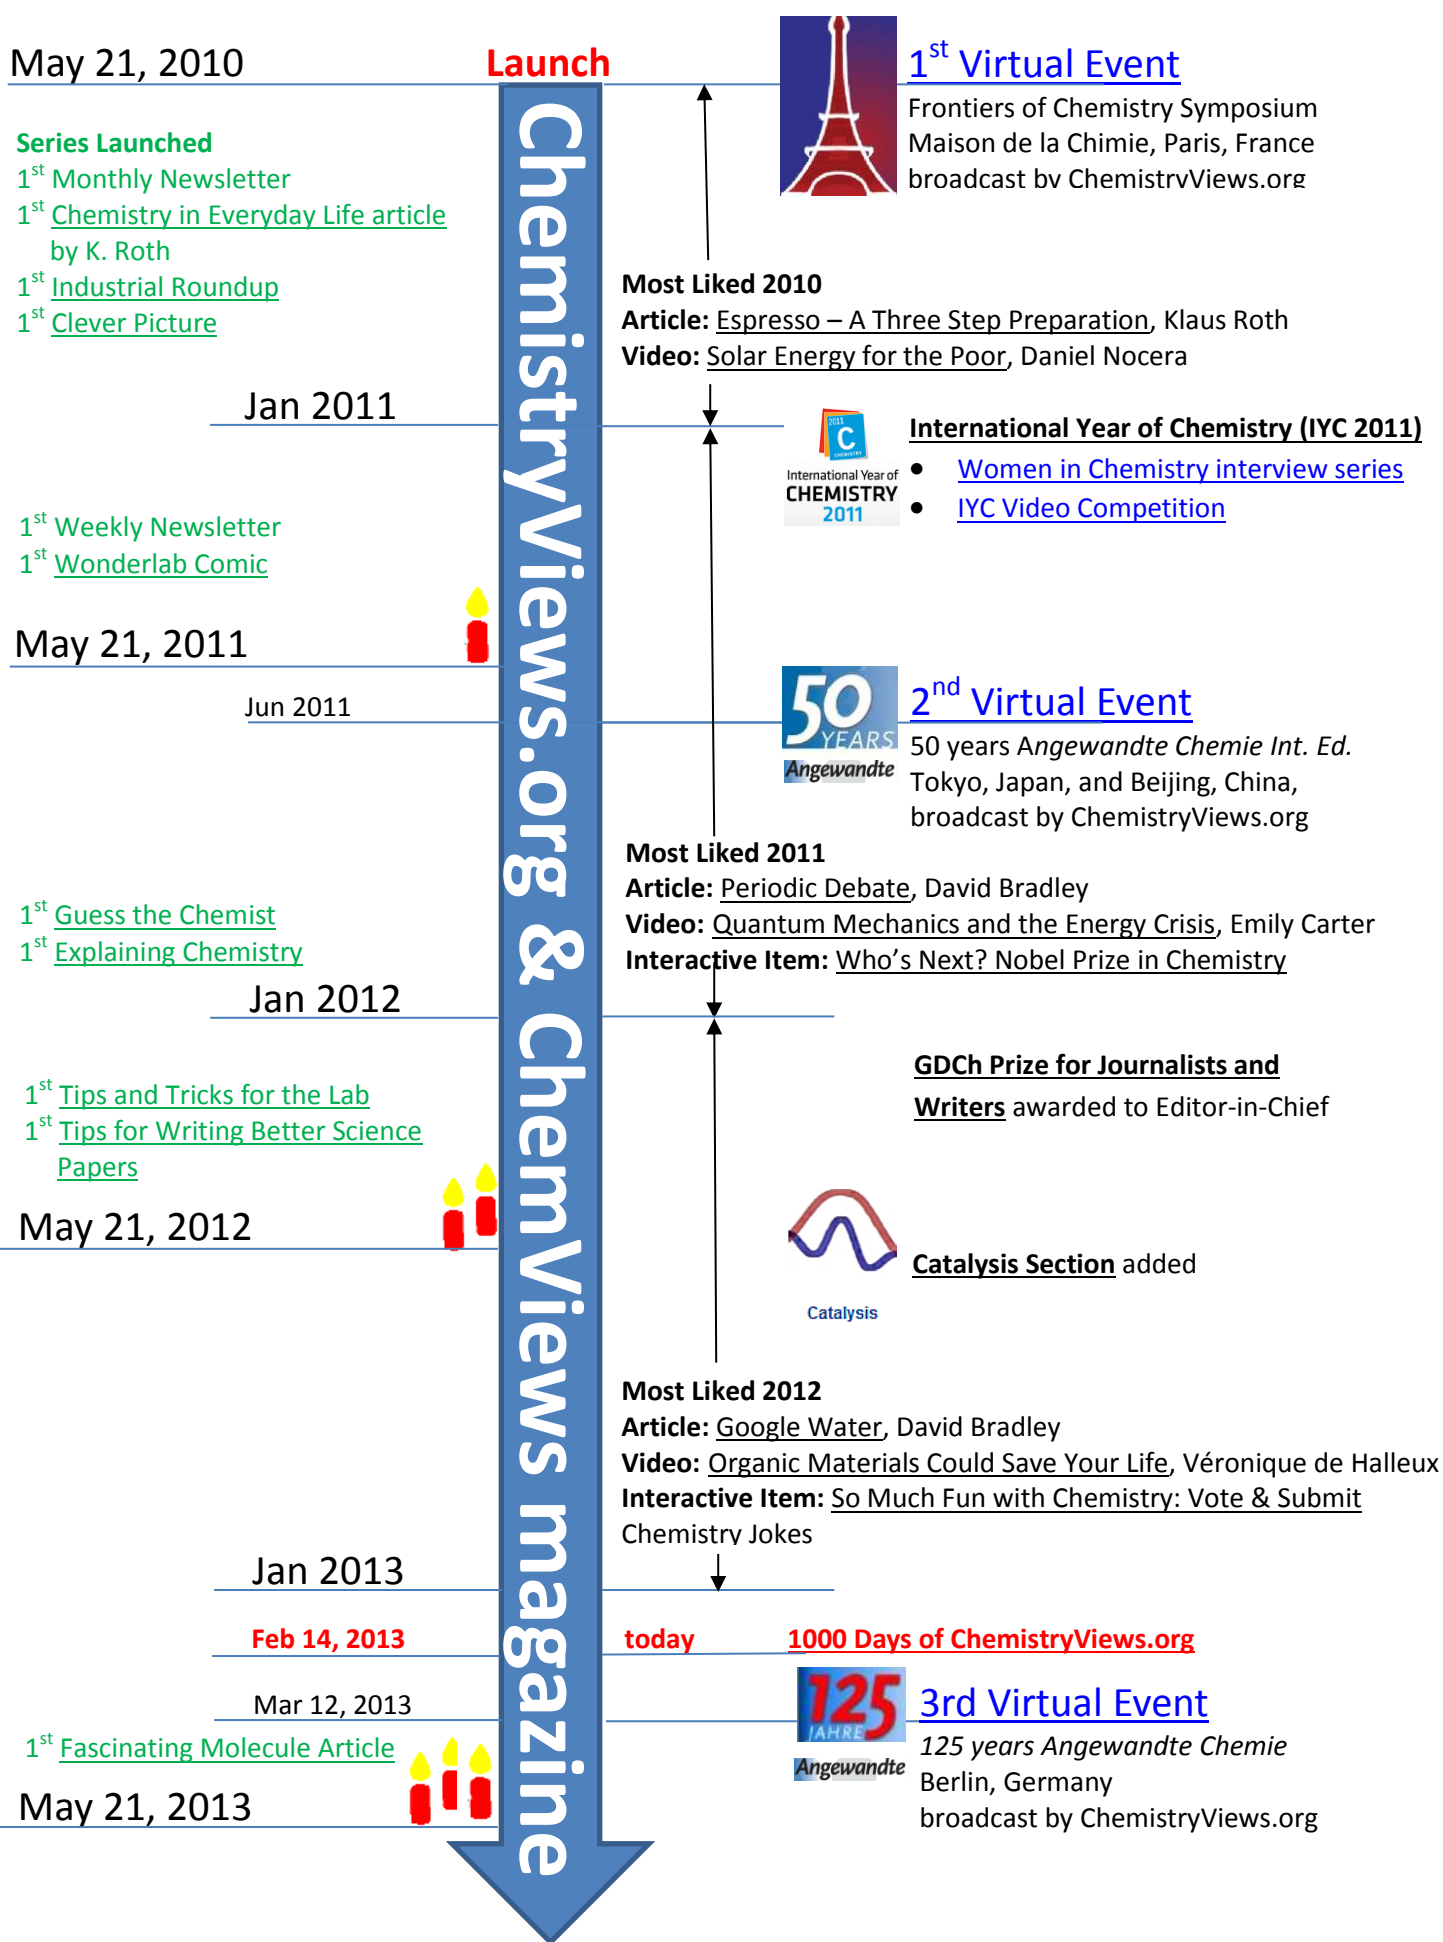 May 21, 2010
Launch
1st Virtual Event
Frontiers of Chemistry Symposium
Maison de la Chimie, Paris, France
broadcast by ChemistryViews.org
Series Launched
1st Monthly Newsletter
1st Chemistry in Everyday Life article
by K. Roth
1st Industrial Roundup
1st Clever Picture
Most Liked 2010
Article: Espresso – A Three Step Preparation, Klaus Roth
Video: Solar Energy for the Poor, Daniel Nocera
Jan 2011
2011
C
CHEMISTRY
International Year of
CHEMISTRY
2011
International Year of Chemistry (IYC 2011)
• Women in Chemistry interview series
• IYC Video Competition
1st Weekly Newsletter
1st Wonderlab Comic
May 21, 2011
Jun 2011
50
YEARS
Angewandte
2nd Virtual Event
50 years Angewandte Chemie Int. Ed.
Tokyo, Japan, and Beijing, China,
broadcast by ChemistryViews.org
Most Liked 2011
Article: Periodic Debate, David Bradley
Video: Quantum Mechanics and the Energy Crisis, Emily Carter
Interactive Item: Who’s Next? Nobel Prize in Chemistry
1st Guess the Chemist
1st Explaining Chemistry
Jan 2012
GDCh Prize for Journalists and
Writers awarded to Editor-in-Chief
1st Tips and Tricks for the Lab
1st Tips for Writing Better Science
Papers
May 21, 2012
Catalysis
Catalysis Section added
Most Liked 2012
Article: Google Water, David Bradley
Video: Organic Materials Could Save Your Life, Véronique de Halleux
Interactive Item: So Much Fun with Chemistry: Vote & Submit
Chemistry Jokes
Jan 2013
Feb 14, 2013
today
1000 Days of ChemistryViews.org
Mar 12, 2013
125
JAHRE
Angewandte
3rd Virtual Event
125 years Angewandte Chemie
Berlin, Germany
broadcast by ChemistryViews.org
1st Fascinating Molecule Article
May 21, 2013
ChemistryViews.org & ChemViews magazine